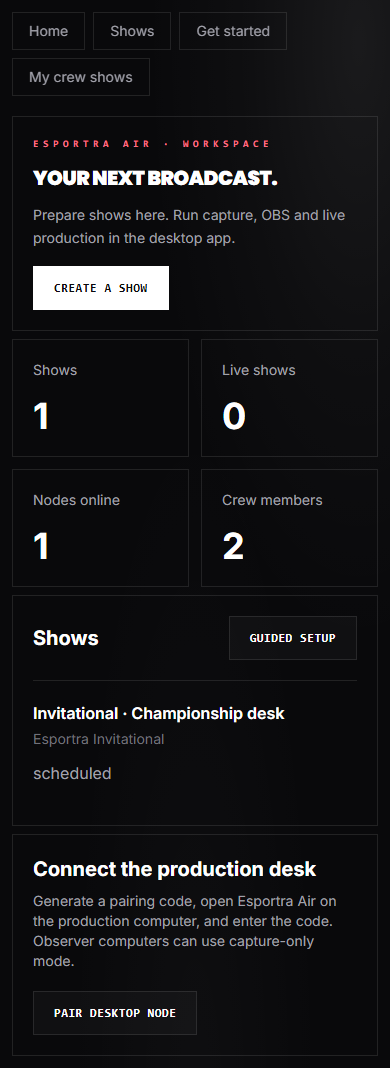 Home
Shows
Get started
My crew shows
ESPORTRA AIR · WORKSPACE
YOUR NEXT BROADCAST.
Prepare shows here. Run capture, OBS and live
production in the desktop app.
CREATE A SHOW
Shows
Live shows
1
0
Nodes online
Crew members
1
2
Shows
GUIDED SETUP
Invitational · Championship desk
Esportra Invitational
scheduled
Connect the production desk
Generate a pairing code, open Esportra Air on
the production computer, and enter the code.
Observer computers can use capture-only
mode.
PAIR DESKTOP NODE